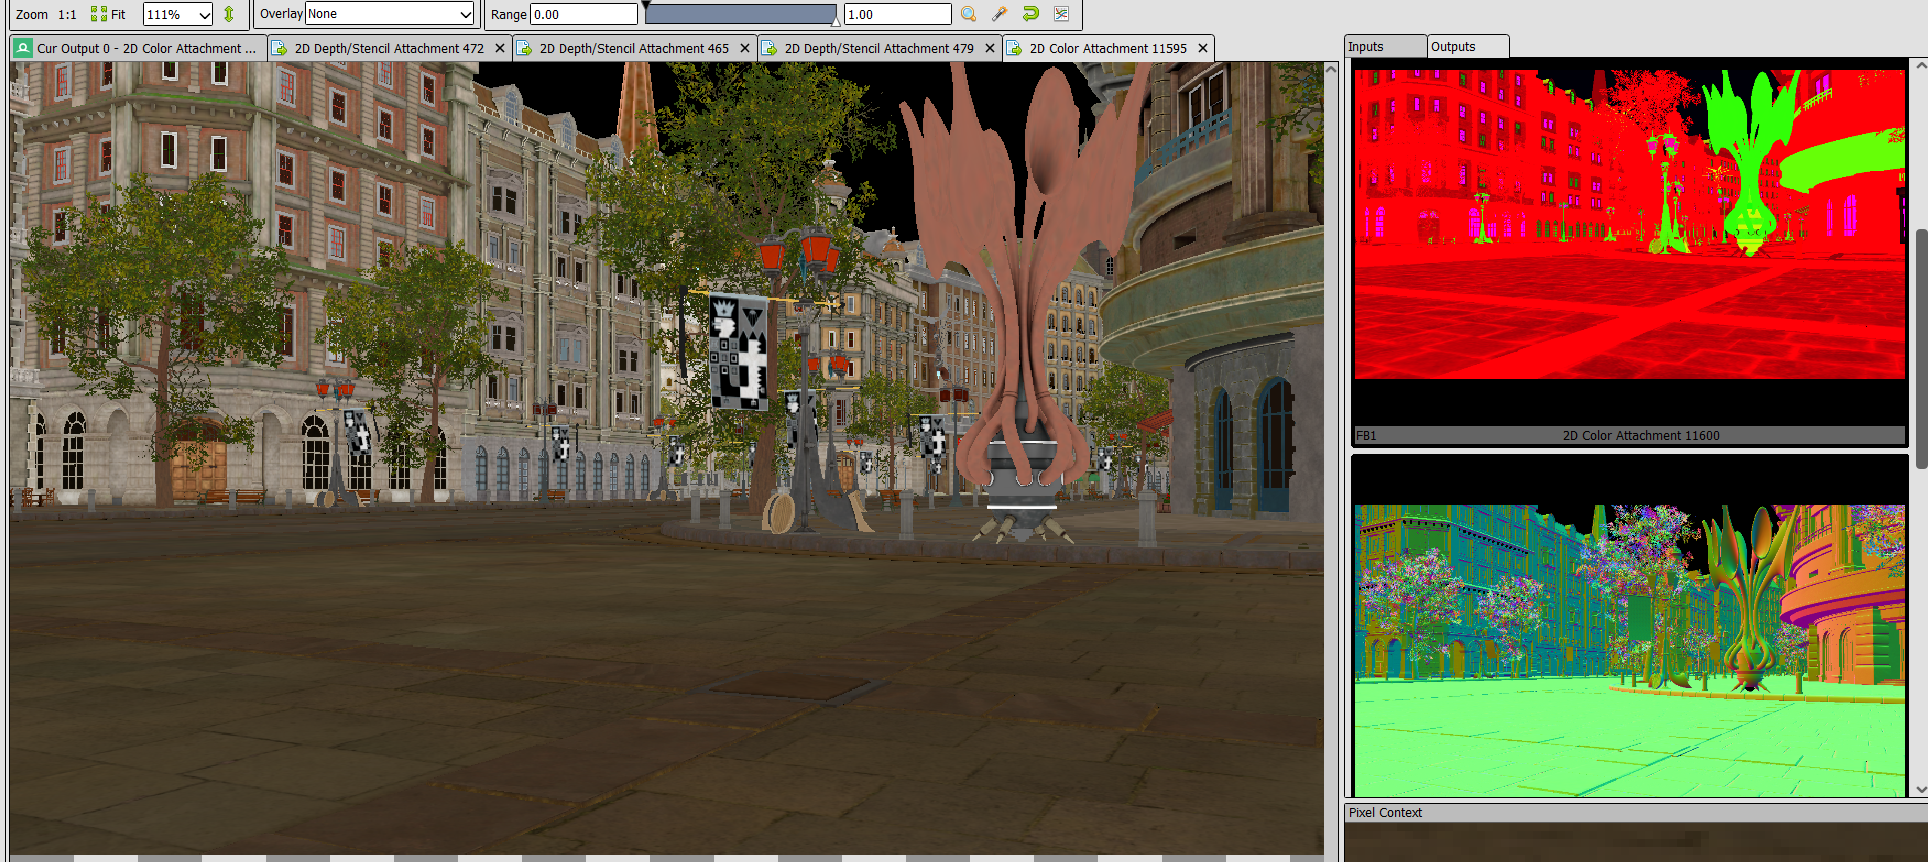 Zoom 1:1 Fit 111% Overlay None Range 0.00 1.00
Cur Output 0 - 2D Color Attachment ... 2D Depth/Stencil Attachment 472 2D Depth/Stencil Attachment 465 2D Depth/Stencil Attachment 479 2D Color Attachment 11595
Inputs Outputs
FB1 2D Color Attachment 11600
Pixel Context